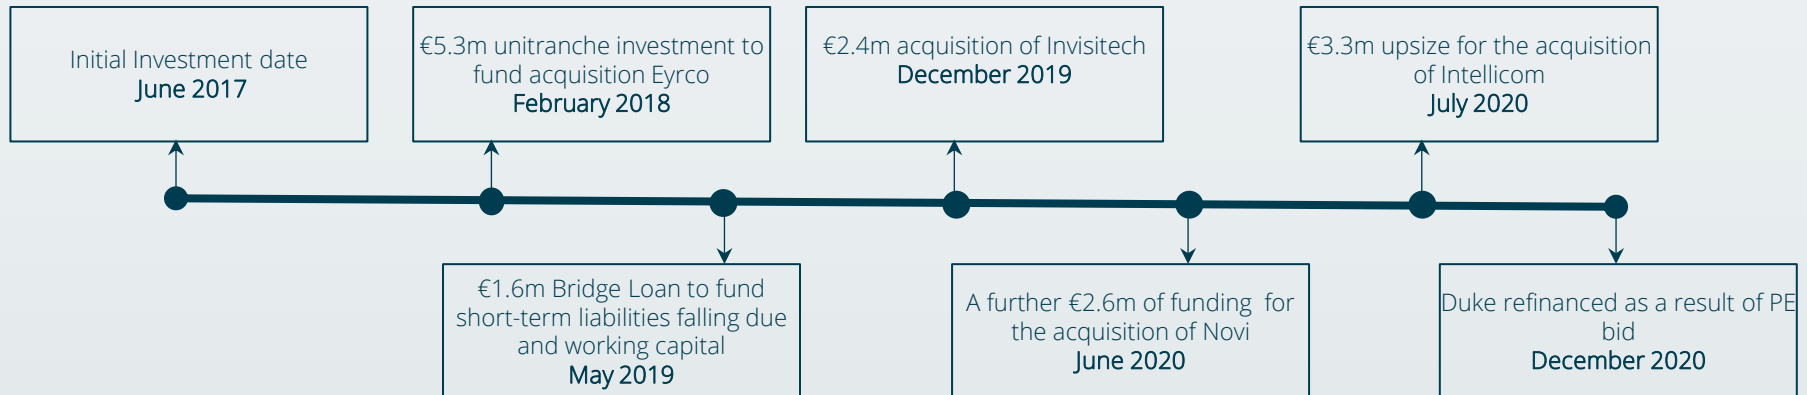 Initial Investment date
June 2017
€5.3m unitranche investment to
fund acquisition Eyrco
February 2018
€2.4m acquisition of Invisitech
December 2019
€3.3m upsize for the acquisition
of Intellicom
July 2020
€1.6m Bridge Loan to fund
short-term liabilities falling due
and working capital
May 2019
A further €2.6m of funding for
the acquisition of Novi
June 2020
Duke refinanced as a result of PE
bid
December 2020